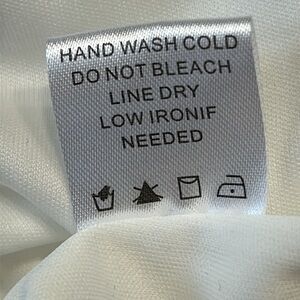 HAND WASH COLD
DO NOT BLEACH
LINE DRY
LOW IRONIF
NEEDED